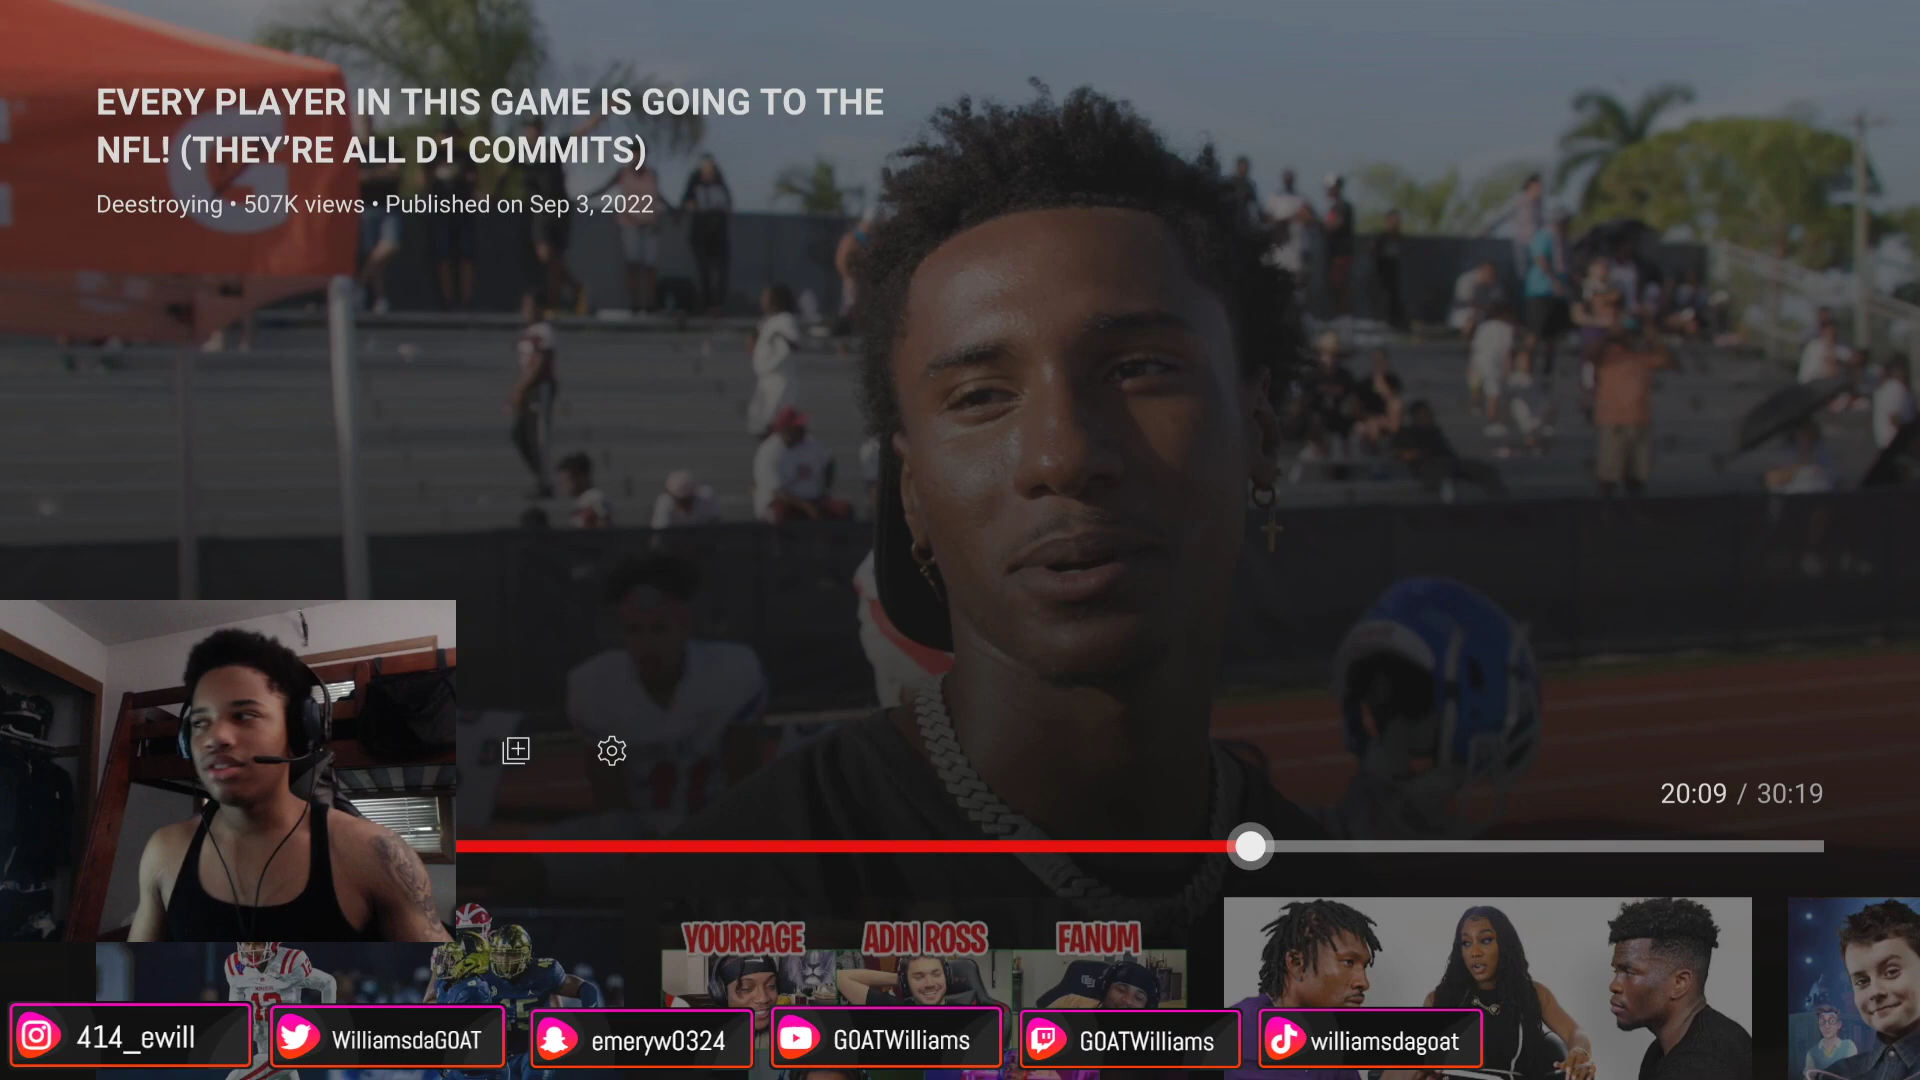 EVERY PLAYER IN THIS GAME IS GOING TO THE
NFL! (THEY’RE ALL D1 COMMITS)
Deestroying • 507K views • Published on Sep 3, 2022
20:09 / 30:19
YOURRAGE ADIN ROSS FANUM
414_ewill
WilliamsdaGOAT
emeryw0324
GOATWilliams
GOATWilliams
williamsdagoat